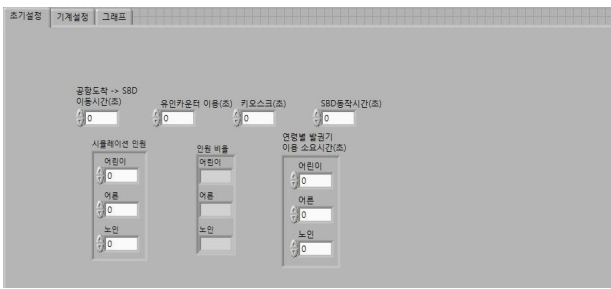 초기설정 기계설정 그래프
공항도착 -> SBD
이동시간(초)
유인카운터 이용(초) 키오스크(초) SBD동작시간(초)
0 0 0 0
시뮬레이션 인원
어린이
0
어른
0
노인
0
인원 비율
어린이
어른
노인
연령별 발권기
이용 소요시간(초)
어린이
0
어른
0
노인
0